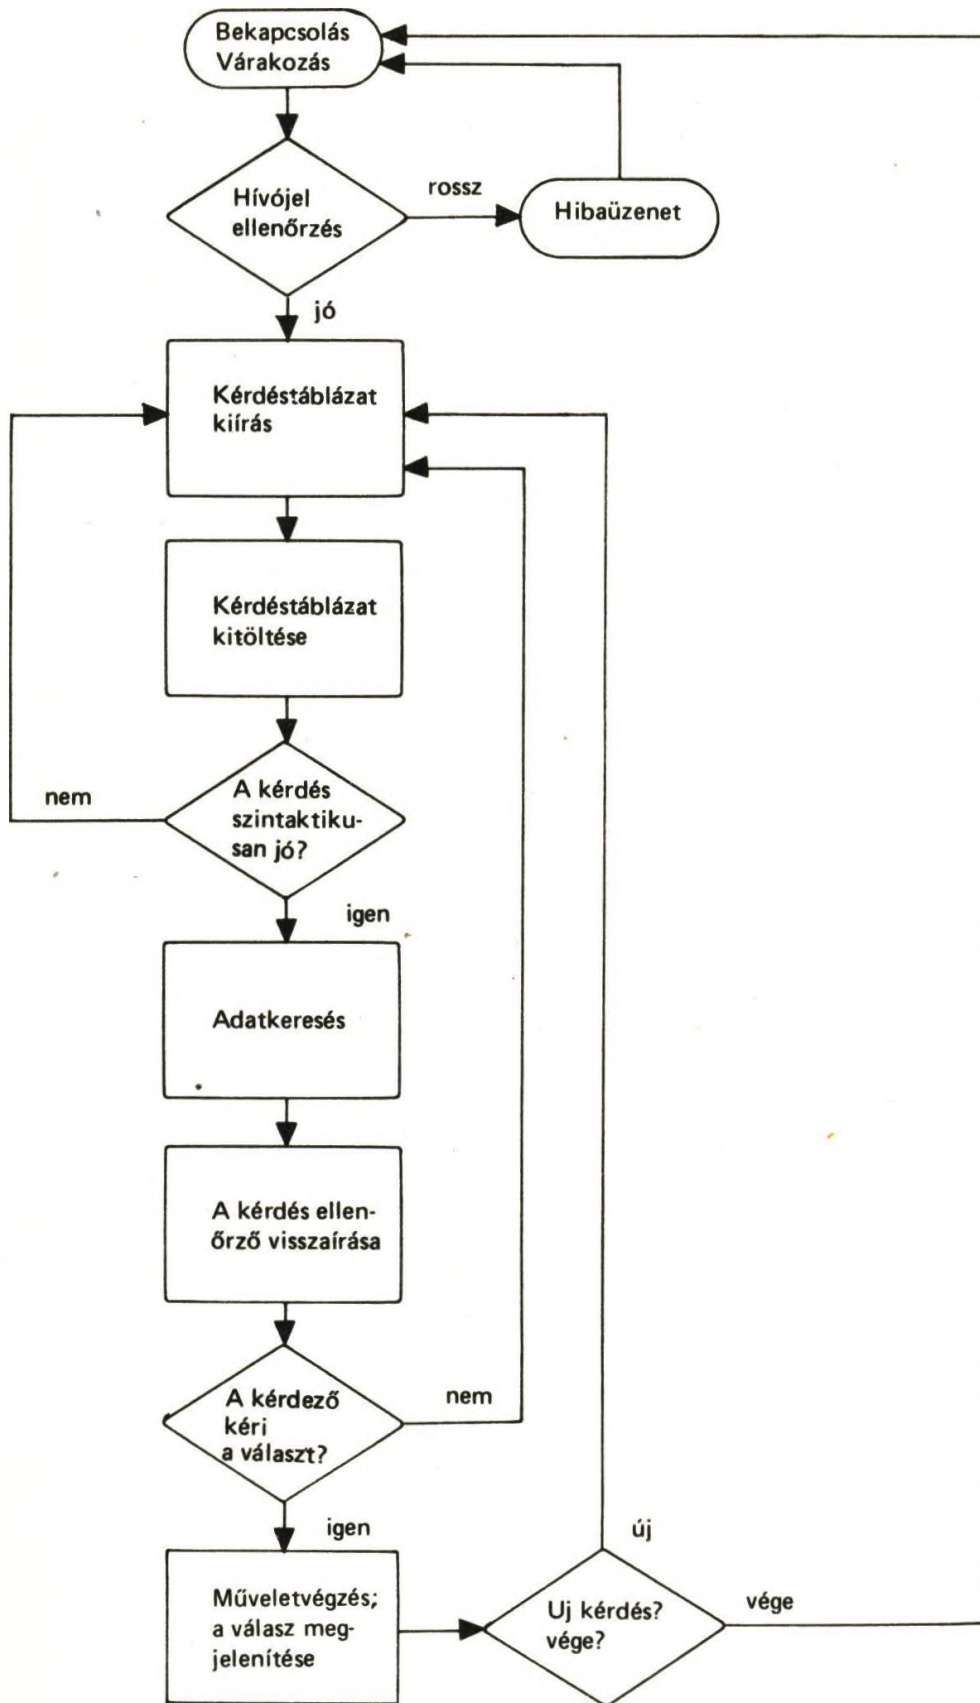 Bekapcsolás
Várakozás
Hívójel
ellenőrzés
rossz
Hibaüzenet
jó
Kérdéstáblázat
kiírás
Kérdéstáblázat
kitöltése
nem
A kérdés
szintaktiku-
san jó?
igen
Adatkeresés
A kérdés ellen-
őrző visszaírása
A kérdező
kéri
a választ?
nem
igen
Műveletvégzés;
a válasz meg-
jelenítése
új
Uj kérdés?
vége?
vége